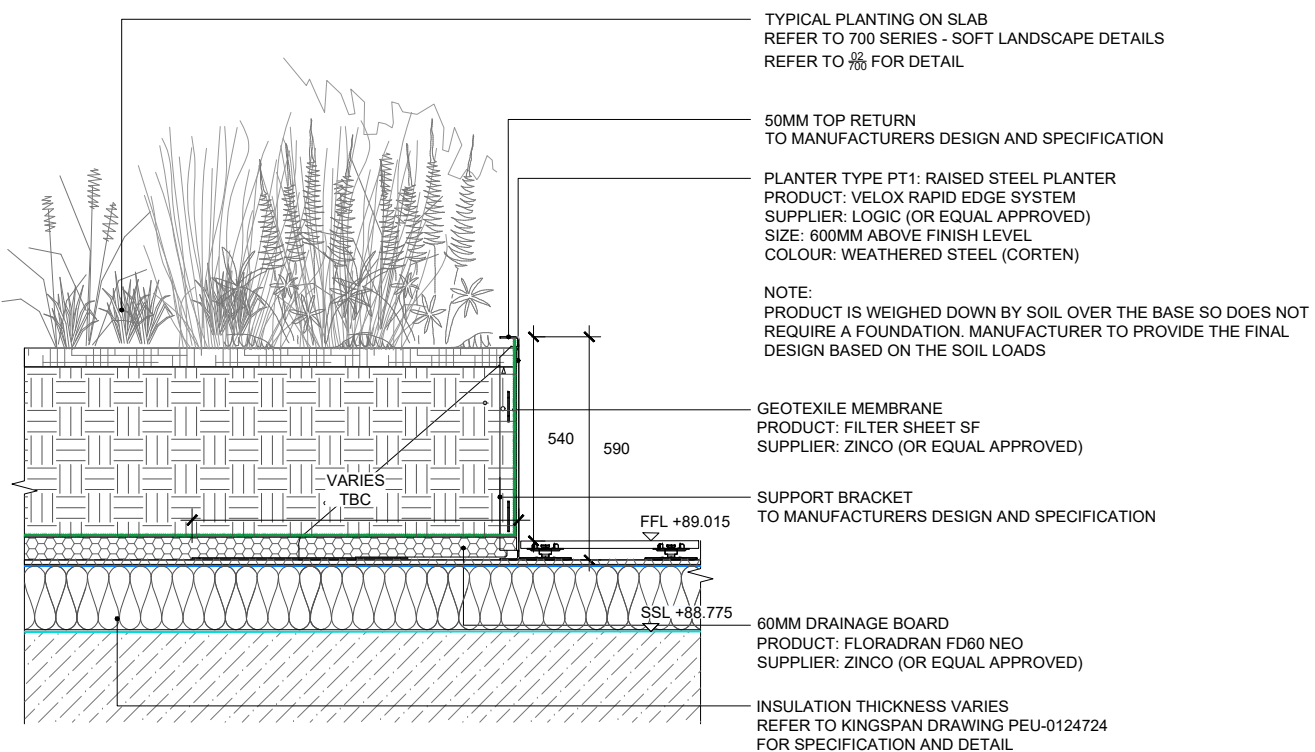 TYPICAL PLANTING ON SLAB
REFER TO 700 SERIES - SOFT LANDSCAPE DETAILS
REFER TO 02/700 FOR DETAIL
50MM TOP RETURN
TO MANUFACTURERS DESIGN AND SPECIFICATION
PLANTER TYPE PT1: RAISED STEEL PLANTER
PRODUCT: VELOX RAPID EDGE SYSTEM
SUPPLIER: LOGIC (OR EQUAL APPROVED)
SIZE: 600MM ABOVE FINISH LEVEL
COLOUR: WEATHERED STEEL (CORTEN)
NOTE:
PRODUCT IS WEIGHED DOWN BY SOIL OVER THE BASE SO DOES NOT
REQUIRE A FOUNDATION. MANUFACTURER TO PROVIDE THE FINAL
DESIGN BASED ON THE SOIL LOADS
GEOTEXILE MEMBRANE
PRODUCT: FILTER SHEET SF
SUPPLIER: ZINCO (OR EQUAL APPROVED)
540
590
VARIES
TBC
SUPPORT BRACKET
TO MANUFACTURERS DESIGN AND SPECIFICATION
FFL +89.015
SSL +88.775
60MM DRAINAGE BOARD
PRODUCT: FLORADRAN FD60 NEO
SUPPLIER: ZINCO (OR EQUAL APPROVED)
INSULATION THICKNESS VARIES
REFER TO KINGSPAN DRAWING PEU-0124724
FOR SPECIFICATION AND DETAIL